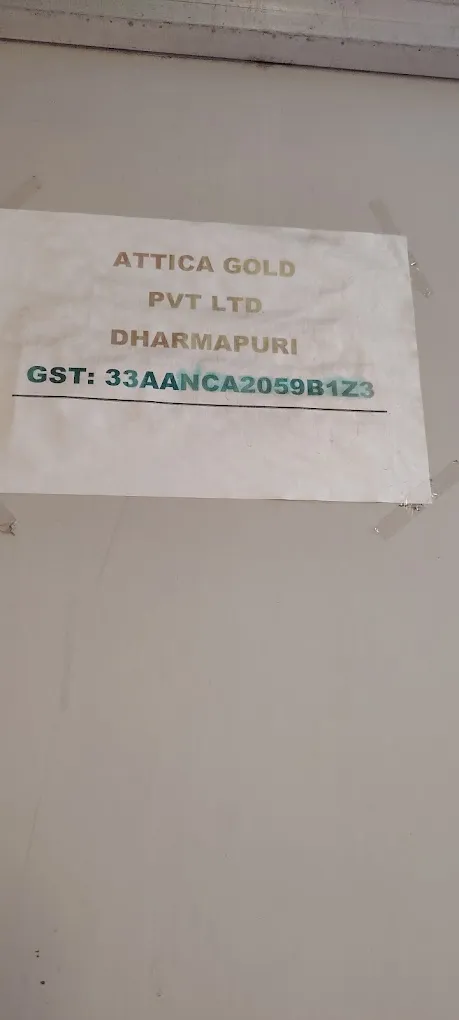 ATTICA GOLD
PVT LTD
DHARMAPURI
GST: 33AANCA2059B1Z3